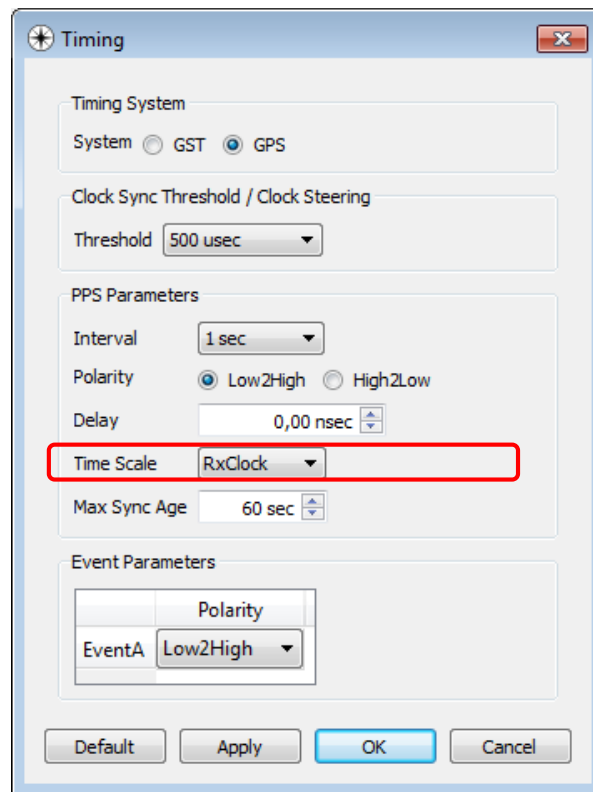 Timing
Timing System
System GST GPS
Clock Sync Threshold / Clock Steering
Threshold 500 usec
PPS Parameters
Interval 1 sec
Polarity Low2High High2Low
Delay 0,00 nsec
Time Scale RxClock
Max Sync Age 60 sec
Event Parameters
Polarity
EventA Low2High
Default Apply OK Cancel